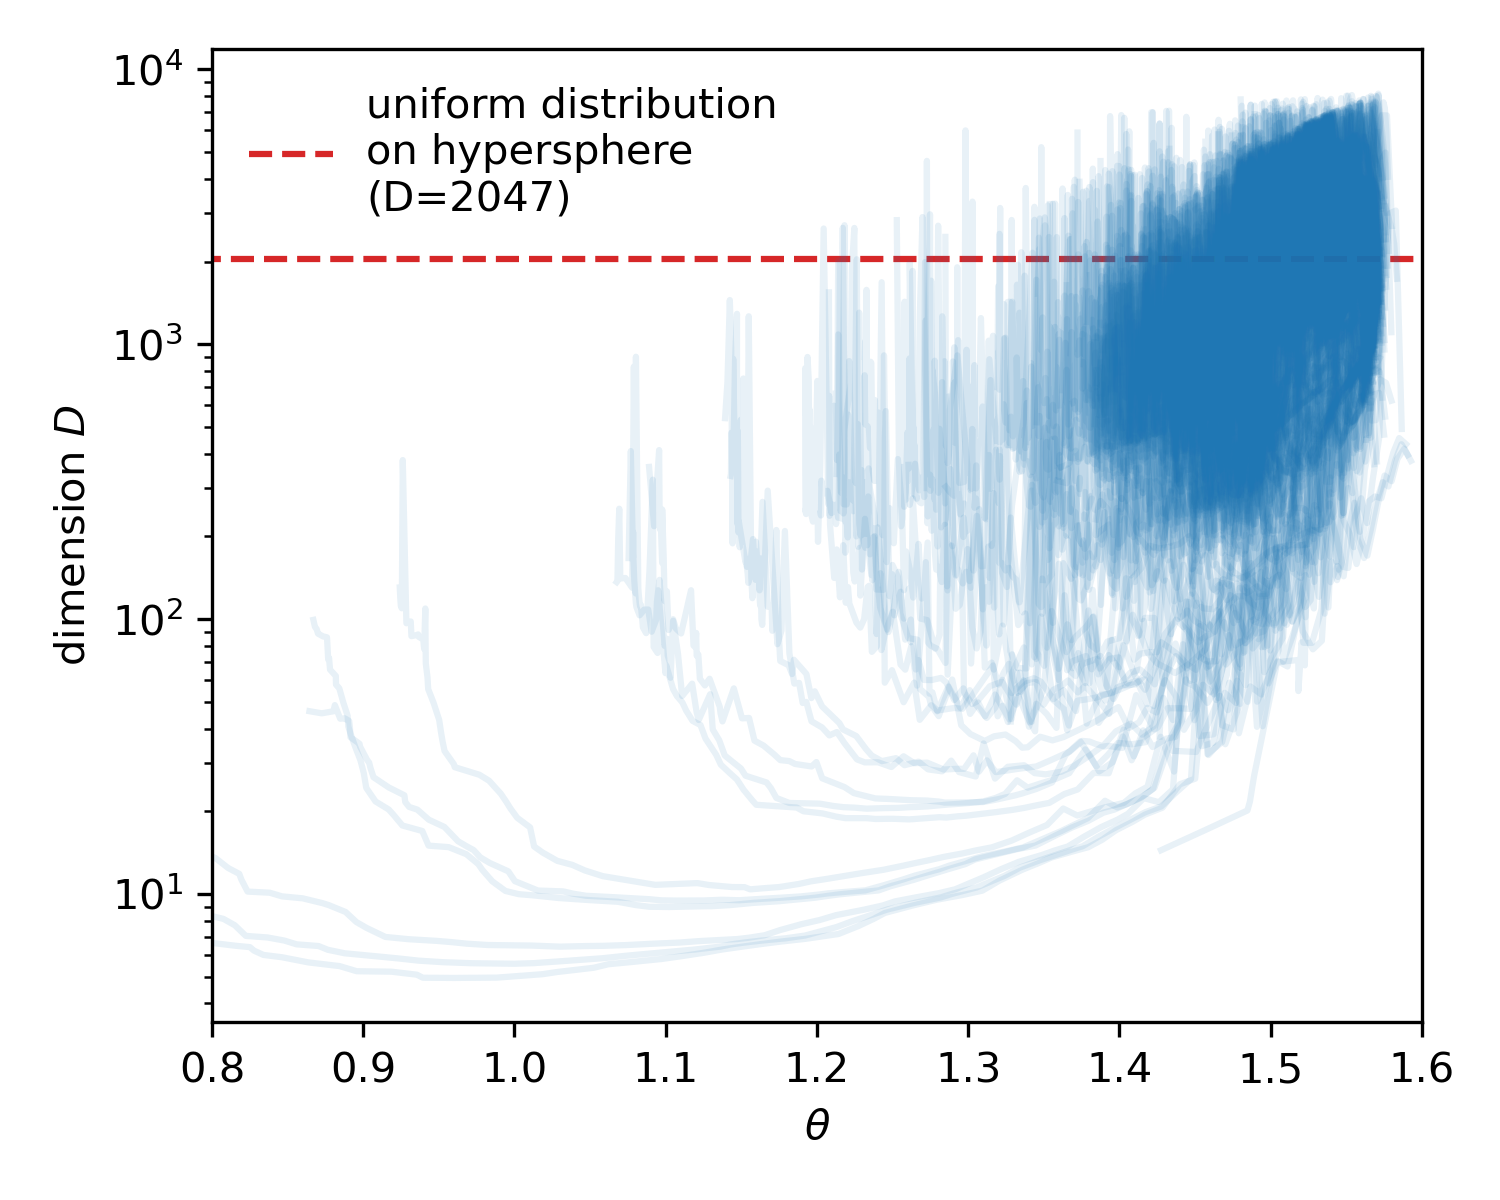 uniform distribution
on hypersphere
(D=2047)
10⁴
10³
10²
10¹
dimension D
0.8 0.9 1.0 1.1 1.2 1.3 1.4 1.5 1.6
θ